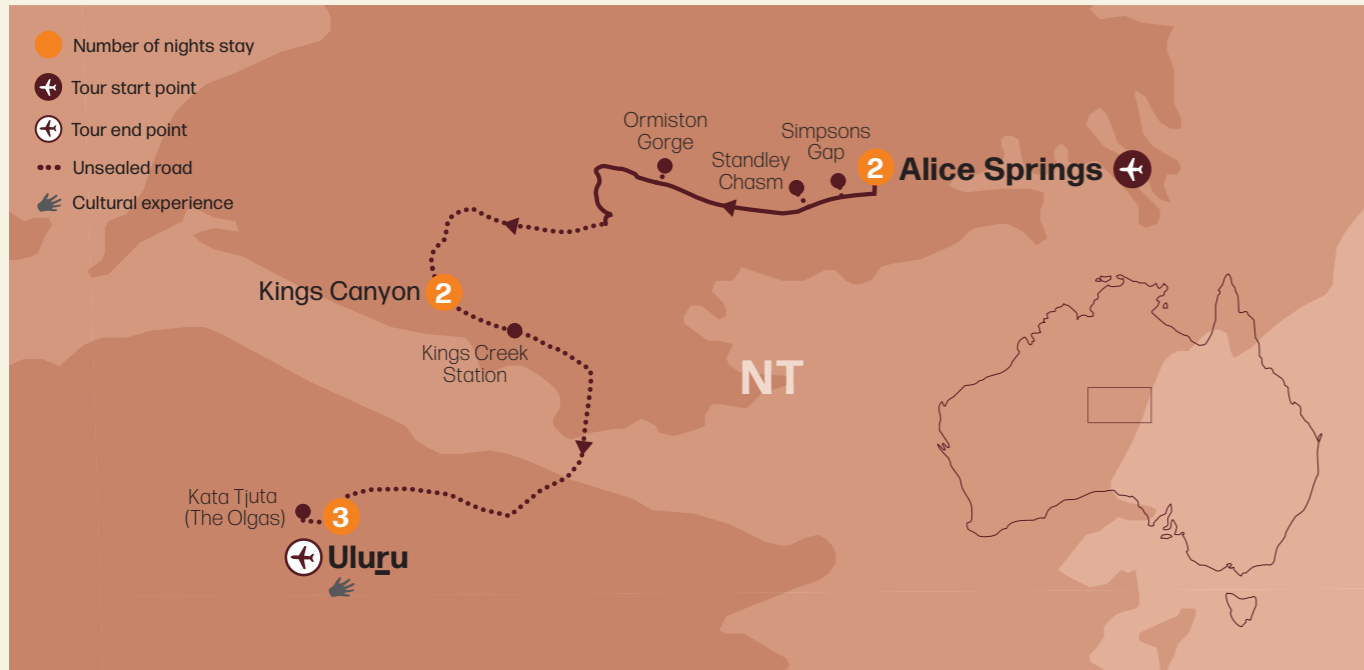 Number of nights stay
Tour start point
Tour end point
Unsealed road
Cultural experience
Ormiston
Gorge
Simpsons
Gap
Standley
Chasm
2
Alice Springs
Kings Canyon
2
Kings Creek
Station
NT
Kata Tjuta
(The Olgas)
3
Uluṟu